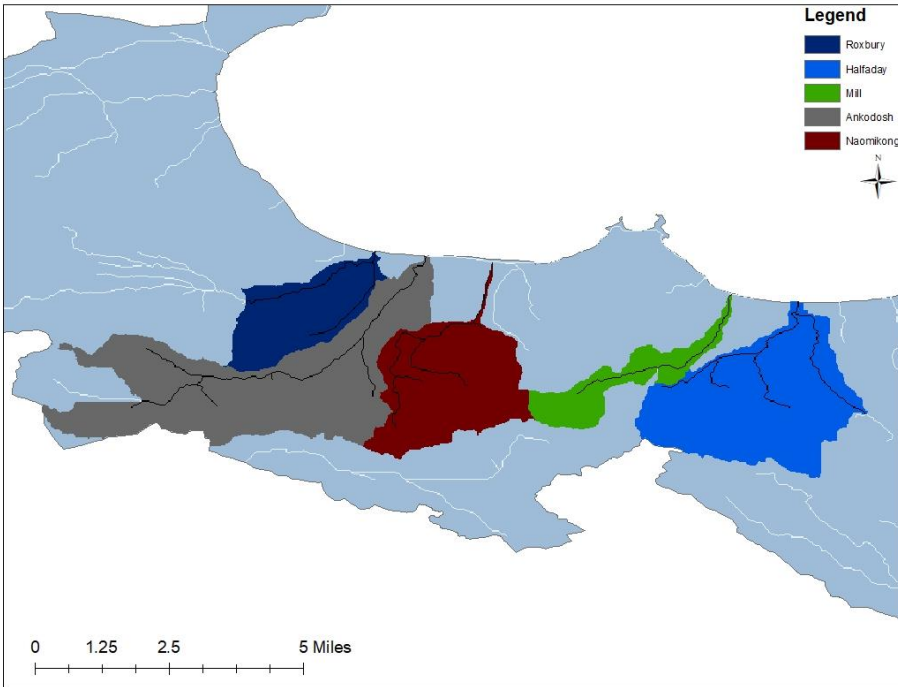 Legend
Roxbury
Halfaday
Mill
Ankodosh
Naomikong
N
0 1.25 2.5 5 Miles